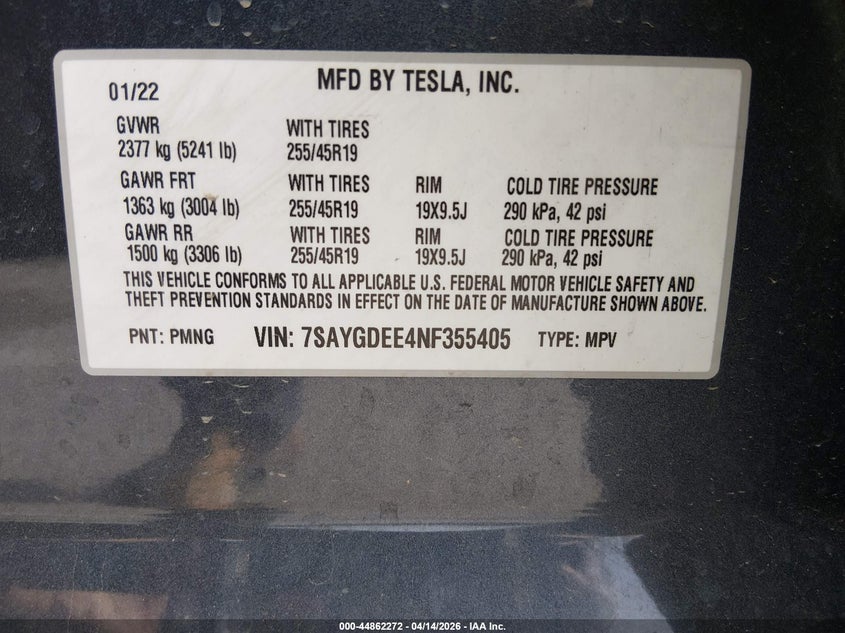 MFD BY TESLA, INC.
01/22
GVWR WITH TIRES
2377 kg (5241 lb) 255/45R19
GAWR FRT WITH TIRES RIM COLD TIRE PRESSURE
1363 kg (3004 lb) 255/45R19 19X9.5J 290 kPa, 42 psi
GAWR RR WITH TIRES RIM COLD TIRE PRESSURE
1500 kg (3306 lb) 255/45R19 19X9.5J 290 kPa, 42 psi
THIS VEHICLE CONFORMS TO ALL APPLICABLE U.S. FEDERAL MOTOR VEHICLE SAFETY AND
THEFT PREVENTION STANDARDS IN EFFECT ON THE DATE OF MANUFACTURE SHOWN ABOVE.
PNT: PMNG VIN: 7SAYGDEE4NF355405 TYPE: MPV
000-44862272 - 04/14/2026 - IAA Inc.